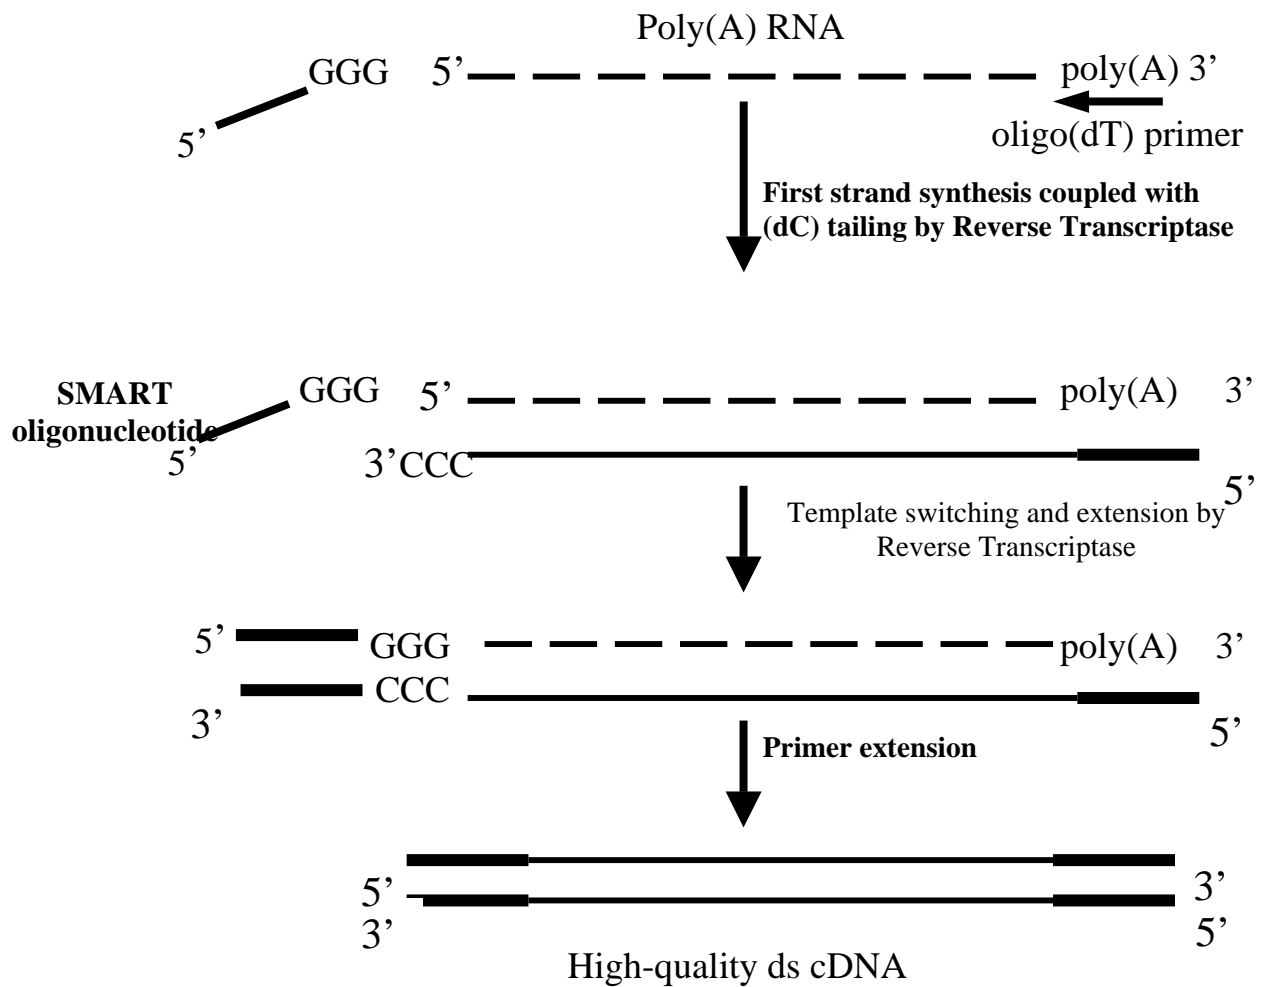 Poly(A) RNA
GGG 5’ poly(A) 3’
5’ oligo(dT) primer
First strand synthesis coupled with
(dC) tailing by Reverse Transcriptase
SMART
oligonucleotide
GGG 5’ poly(A) 3’
5’ 3’CCC 5’
Template switching and extension by
Reverse Transcriptase
5’ GGG poly(A) 3’
3’ CCC 5’
Primer extension
5’ 3’
3’ 5’
High-quality ds cDNA